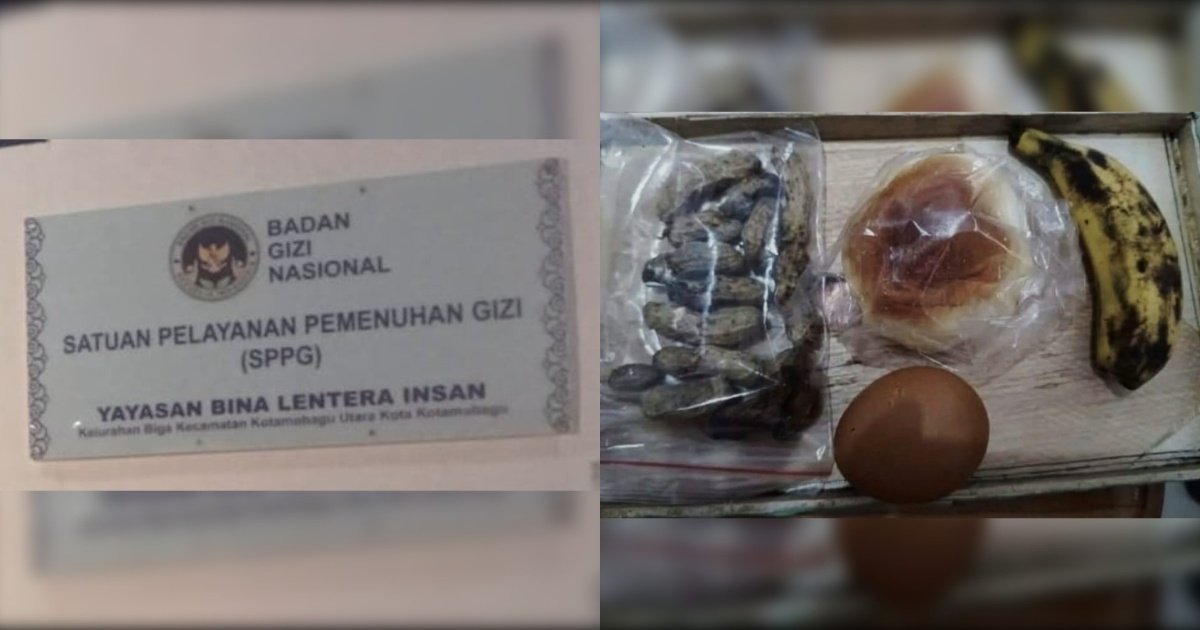 BADAN
GIZI
NASIONAL
SATUAN PELAYANAN PEMENUHAN GIZI
(SPPG)
YAYASAN BINA LENTERA INSAN
Kelurahan Biga Kecamatan Kotamobagu Utara Kota Kotamobagu